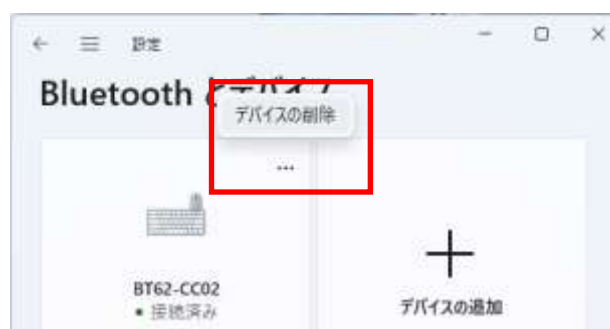 設定
Bluetooth とデバイス
デバイスの削除
...
BT62-CC02
接続済み
デバイスの追加